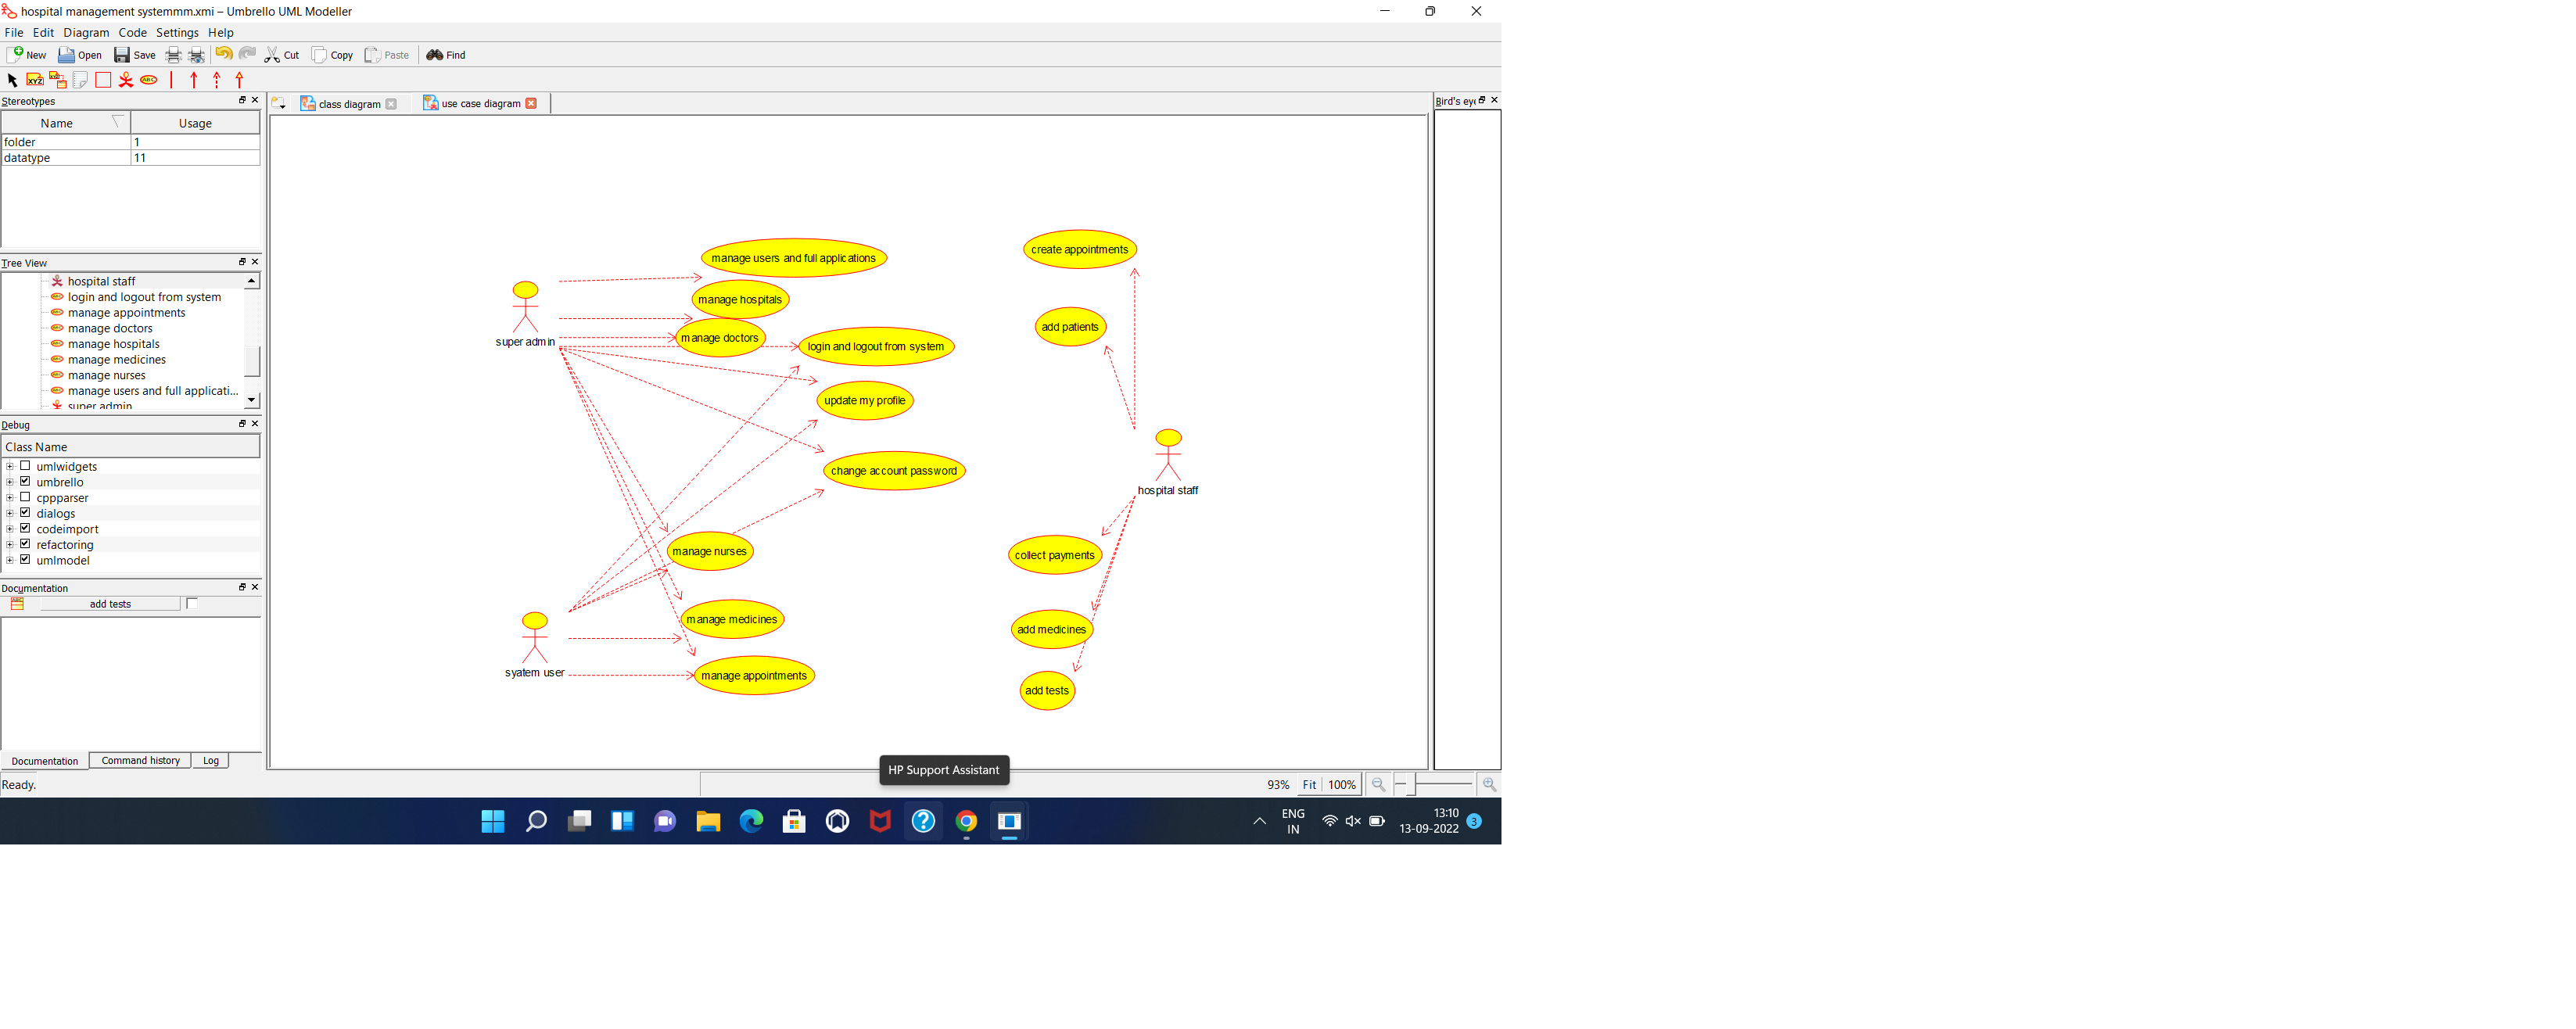 hospital management systemmm.xmi – Umbrello UML Modeller
File Edit Diagram Code Settings Help
New Open Save Cut Copy Paste Find
XYZ ABC
Stereotypes
Name Usage
folder 1
datatype 11
Tree View
hospital staff
login and logout from system
manage appointments
manage doctors
manage hospitals
manage medicines
manage nurses
manage users and full applicati...
super admin
Debug
Class Name
umlwidgets
umbrello
cppparser
dialogs
codeimport
refactoring
umlmodel
Documentation
add tests
Documentation Command history Log
Ready.
class diagram use case diagram
manage users and full applications
manage hospitals
manage doctors
login and logout from system
update my profile
change account password
manage nurses
manage medicines
manage appointments
super admin
syatem user
create appointments
add patients
hospital staff
collect payments
add medicines
add tests
Bird's eye
HP Support Assistant
93% Fit 100%
ENG
IN
13:10
13-09-2022
3